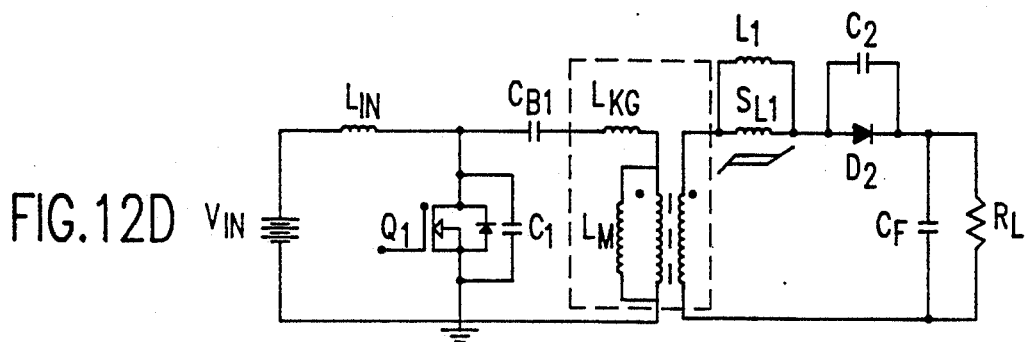 L1
C2
LIN
CB1
LKG
SL1
D2
FIG.12D
VIN
Q1
C1
LM
CF
RL